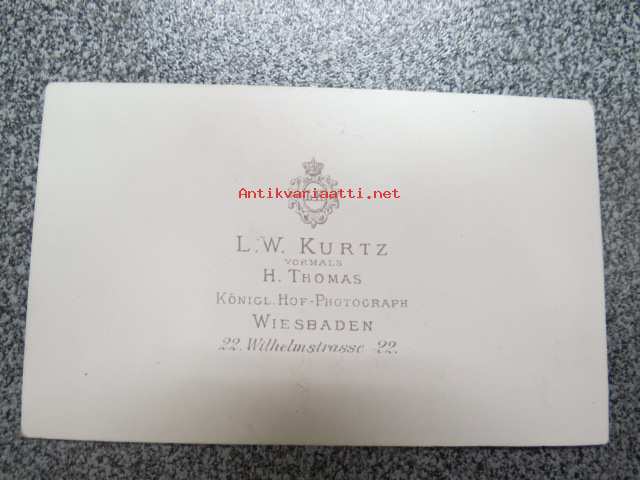 Antikvariaatti.net
L. W. KURTZ
VORMALS
H. THOMAS
KÖNIGL. HOF-PHOTOGRAPH
WIESBADEN
22. Wilhelmstrasse 22.